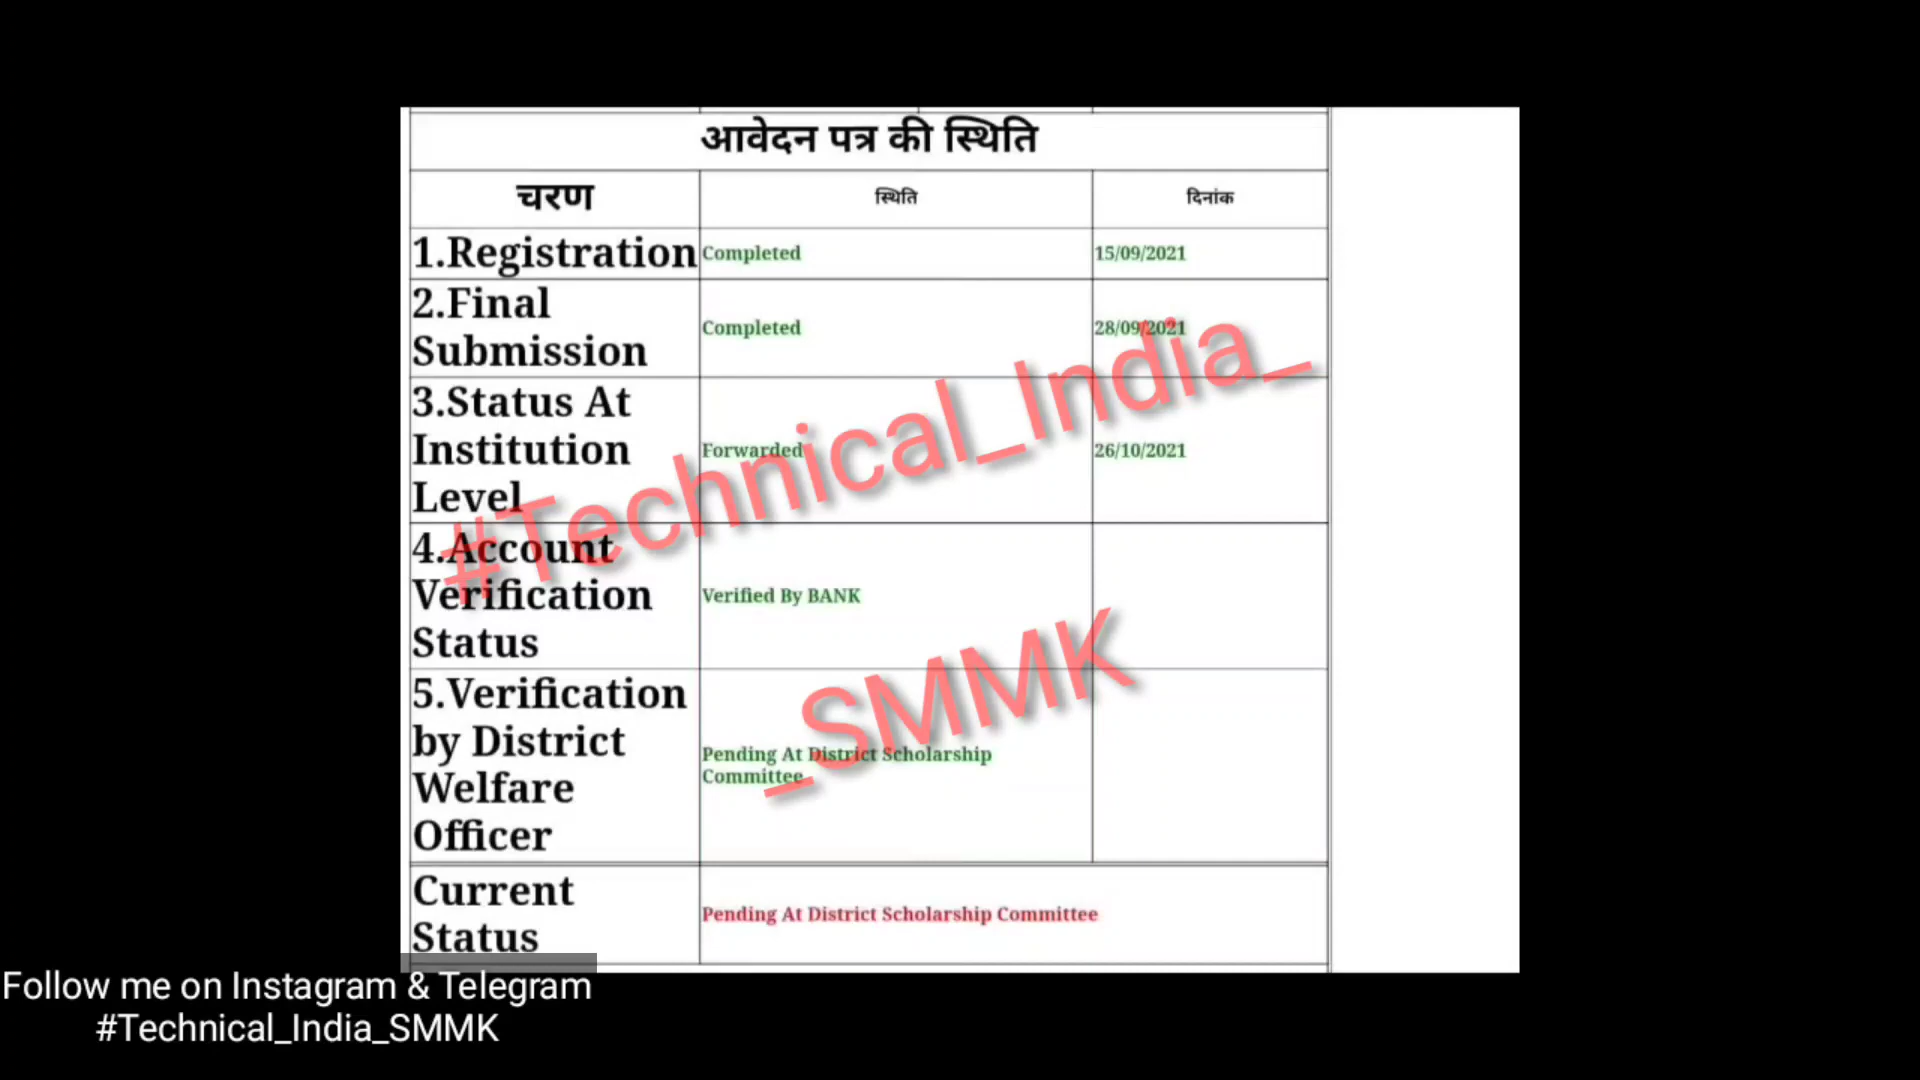 आवेदन पत्र की स्थिति
चरण स्थिति दिनांक
1.Registration Completed 15/09/2021
2.Final
Submission
Completed 28/09/2021
3.Status At
Institution
Level
Forwarded 26/10/2021
4.Account
Verification
Status
Verified By BANK
5.Verification
by District
Welfare
Officer
Pending At District Scholarship
Committee
Current
Status
Pending At District Scholarship Committee
#Technical_India_
_SMMK
Follow me on Instagram & Telegram
#Technical_India_SMMK